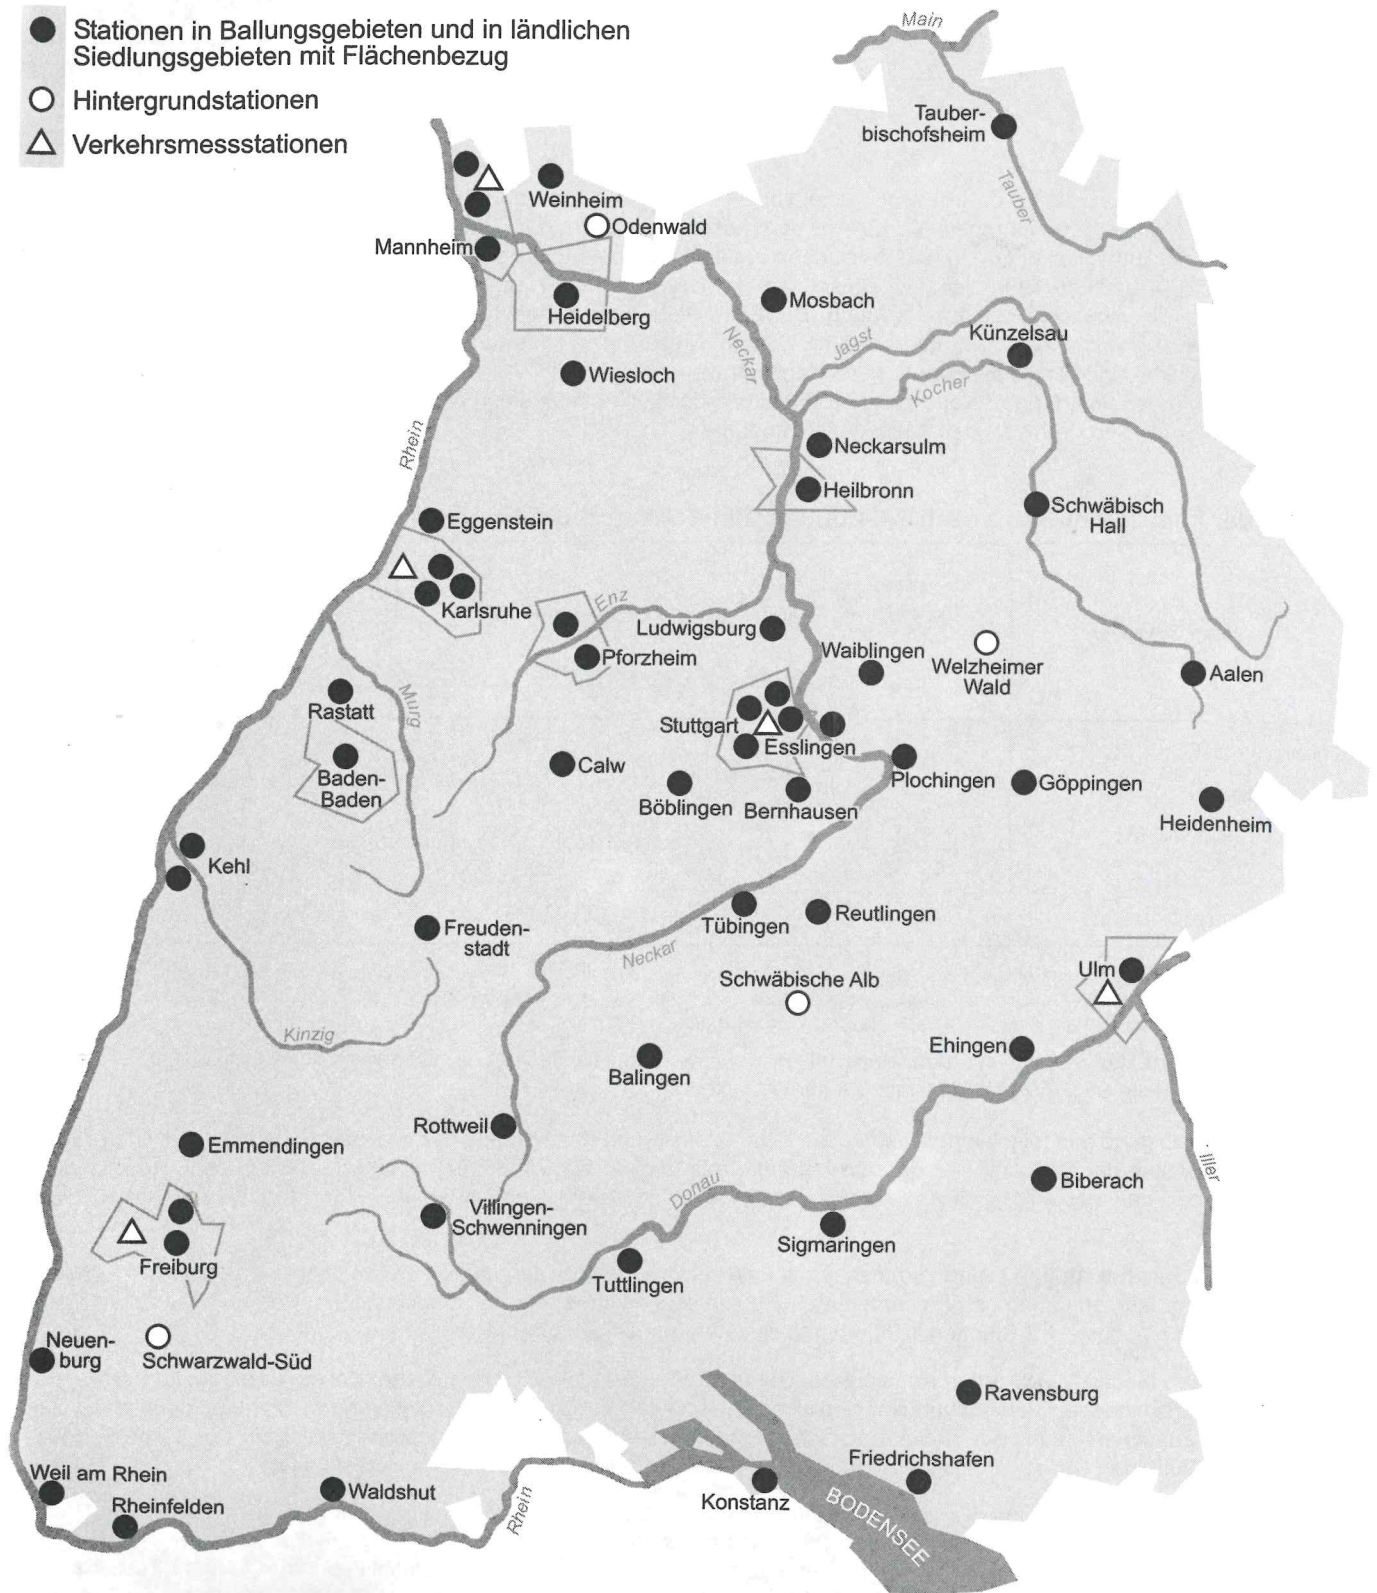 Stationen in Ballungsgebieten und in ländlichen
Siedlungsgebieten mit Flächenbezug
Hintergrundstationen
Verkehrsmessstationen
Main
Tauber-
bischofsheim
Tauber
Weinheim
Odenwald
Mannheim
Heidelberg
Mosbach
Neckar
Jagst
Künzelsau
Kocher
Wiesloch
Rhein
Neckarsulm
Heilbronn
Schwäbisch
Hall
Eggenstein
Karlsruhe
Enz
Ludwigsburg
Pforzheim
Waiblingen
Welzheimer
Wald
Aalen
Rastatt
Murg
Stuttgart
Esslingen
Baden-
Baden
Calw
Böblingen
Bernhausen
Plochingen
Göppingen
Heidenheim
Kehl
Freuden-
stadt
Tübingen
Reutlingen
Neckar
Schwäbische Alb
Ulm
Kinzig
Ehingen
Balingen
Rottweil
Emmendingen
Iller
Biberach
Donau
Villingen-
Schwenningen
Sigmaringen
Freiburg
Tuttlingen
Neuen-
burg
Schwarzwald-Süd
Ravensburg
Friedrichshafen
Weil am Rhein
Rheinfelden
Waldshut
Rhein
Konstanz
BODENSEE